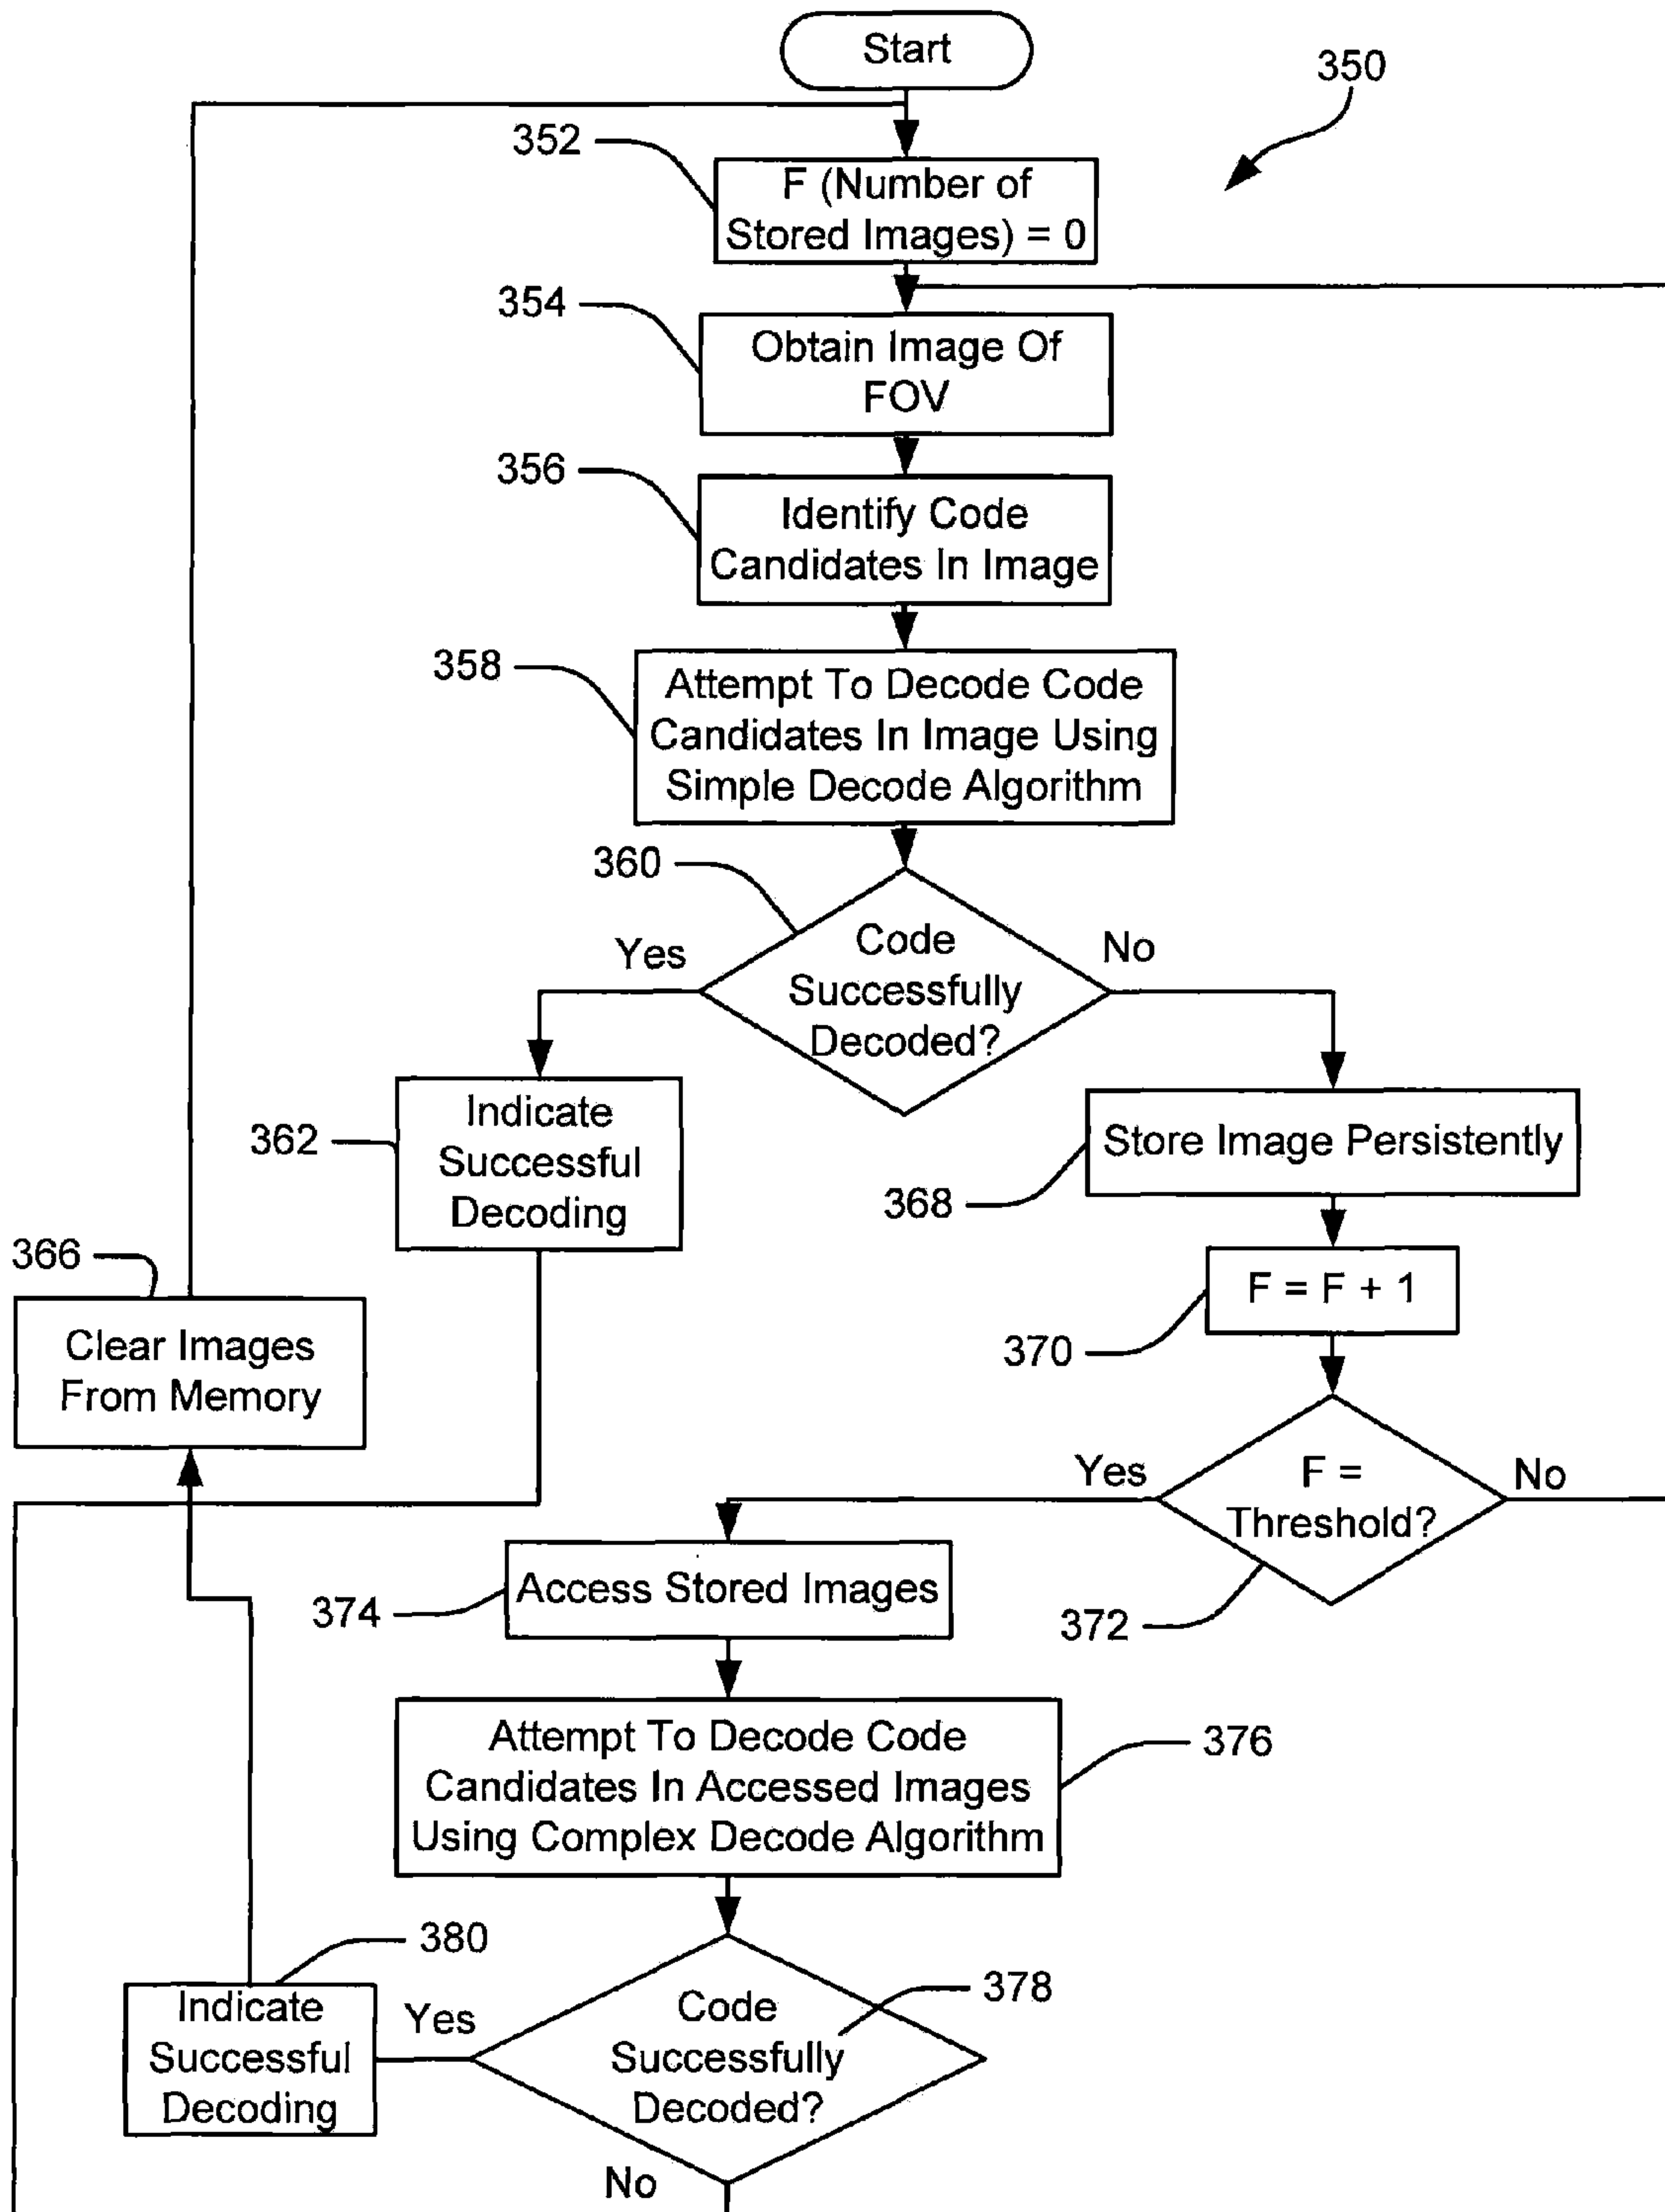 Start
350
352
F (Number of
Stored Images) = 0
354
Obtain Image Of
FOV
356
Identify Code
Candidates In Image
358
Attempt To Decode Code
Candidates In Image Using
Simple Decode Algorithm
360
Code
Successfully
Decoded?
Yes
No
362
Indicate
Successful
Decoding
Store Image Persistently
368
366
Clear Images
From Memory
F = F + 1
370
Yes
F =
Threshold?
No
372
Access Stored Images
374
Attempt To Decode Code
Candidates In Accessed Images
Using Complex Decode Algorithm
376
380
Indicate
Successful
Decoding
Yes
Code
Successfully
Decoded?
378
No